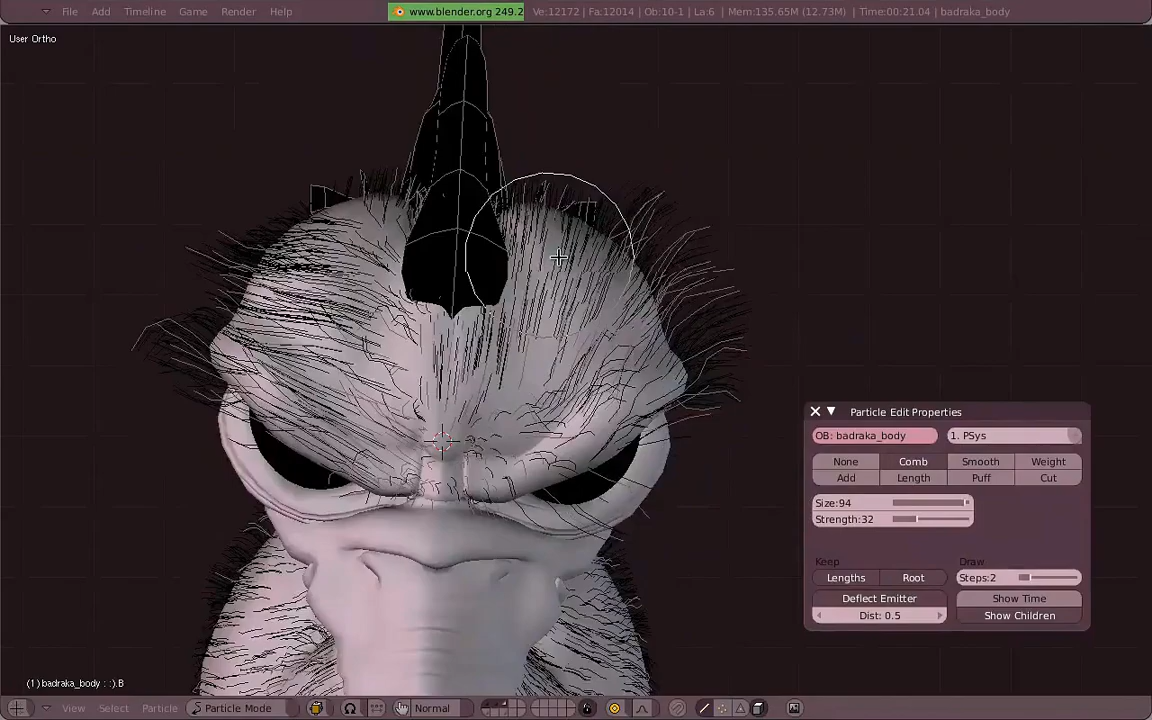 File Add Timeline Game Render Help www.blender.org 249.2 Ve:12172 | Fa:12014 | Ob:10-1 | La:6 | Mem:135.65M (12.73M) | Time:00:21.04 | badraka_body
User Ortho
Particle Edit Properties
OB: badraka_body 1. PSys
None Comb Smooth Weight
Add Length Puff Cut
Size:94
Strength:32
Keep Draw
Lengths Root Steps:2
Deflect Emitter Show Time
Dist: 0.5 Show Children
(1) badraka_body : :).B
View Select Particle Particle Mode Normal